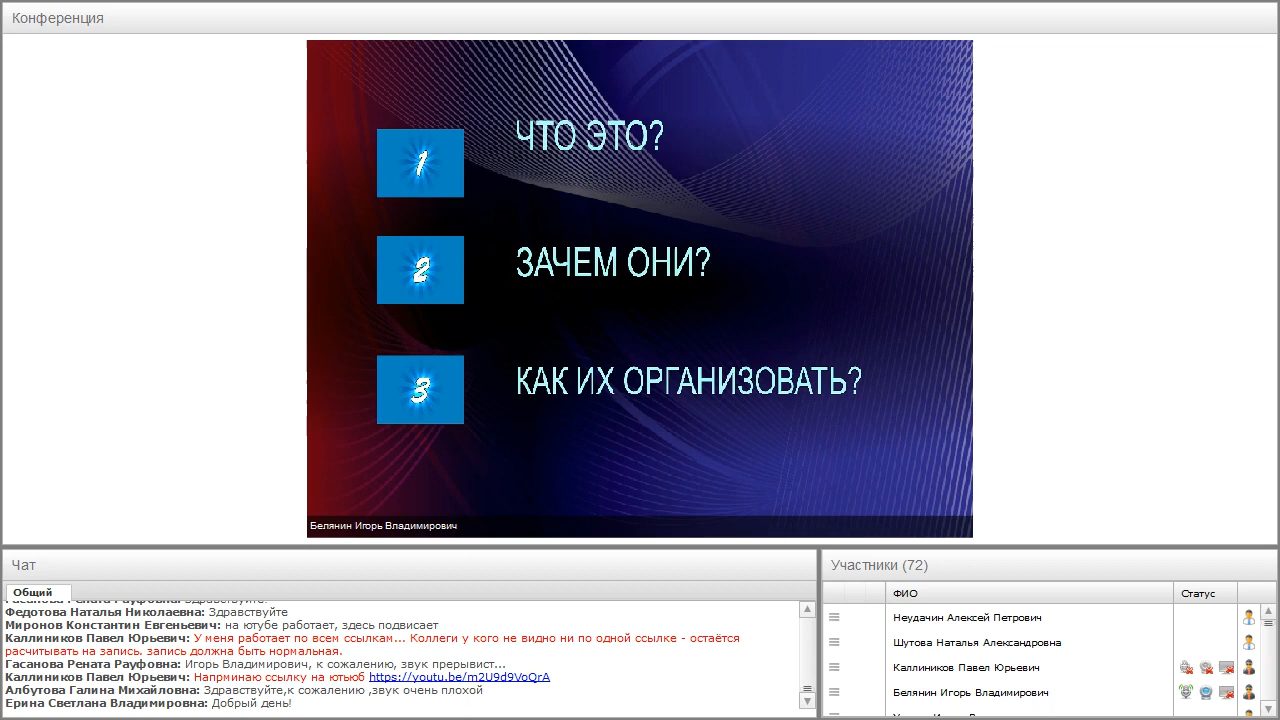 Конференция
1
ЧТО ЭТО?
2
ЗАЧЕМ ОНИ?
3
КАК ИХ ОРГАНИЗОВАТЬ?
Белянин Игорь Владимирович
Чат
Общий
Федотова Наталья Николаевна: Здравствуйте
Миронов Константин Евгеньевич: на ютубе работает, здесь подвисает
Каллиников Павел Юрьевич: У меня работает по всем ссылкам... Коллеги у кого не видно ни по одной ссылке - остаётся
расчитывать на запись. запись должна быть нормальная.
Гасанова Рената Рауфовна: Игорь Владимирович, к сожалению, звук прерывист...
Каллиников Павел Юрьевич: Напрминаю ссылку на ютьюб https://youtu.be/m2U9d9VoQrA
Албутова Галина Михайловна: Здравствуйте,к сожалению ,звук очень плохой
Ерина Светлана Владимировна: Добрый день!
Участники (72)
ФИО Статус
Неудачин Алексей Петрович
Шутова Наталья Александровна
Каллиников Павел Юрьевич
Белянин Игорь Владимирович